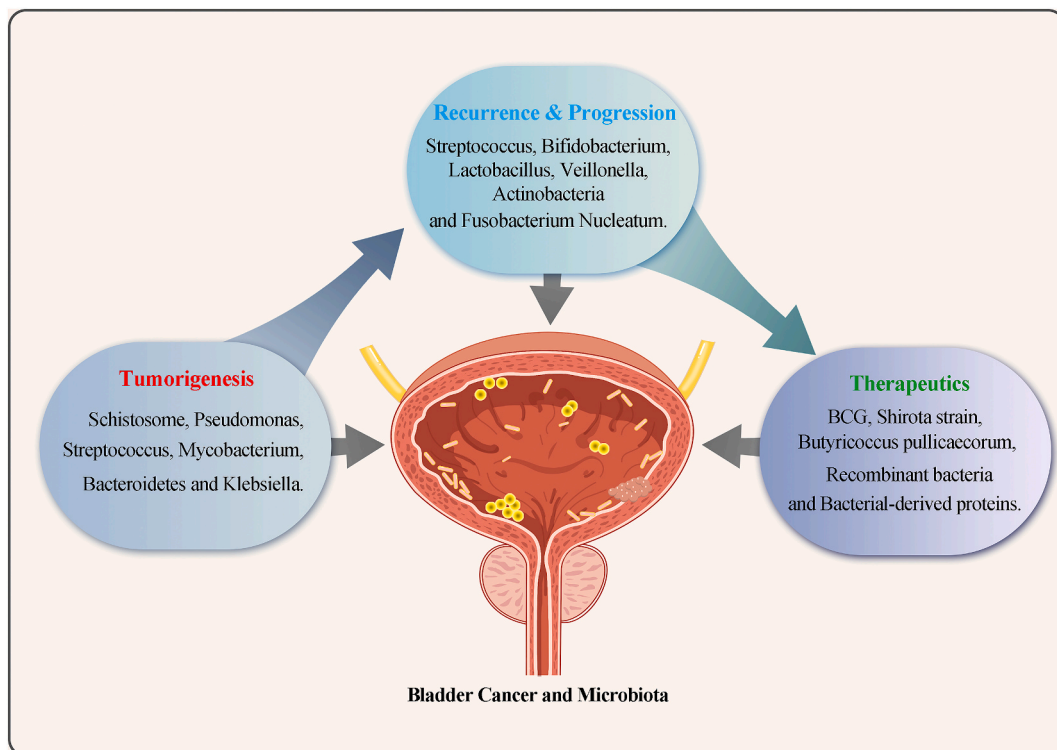 Recurrence & Progression
Streptococcus, Bifidobacterium,
Lactobacillus, Veillonella,
Actinobacteria
and Fusobacterium Nucleatum.
Tumorigenesis
Schistosome, Pseudomonas,
Streptococcus, Mycobacterium,
Bacteroidetes and Klebsiella.
Therapeutics
BCG, Shirota strain,
Butyricoccus pullicaecorum,
Recombinant bacteria
and Bacterial-derived proteins.
Bladder Cancer and Microbiota